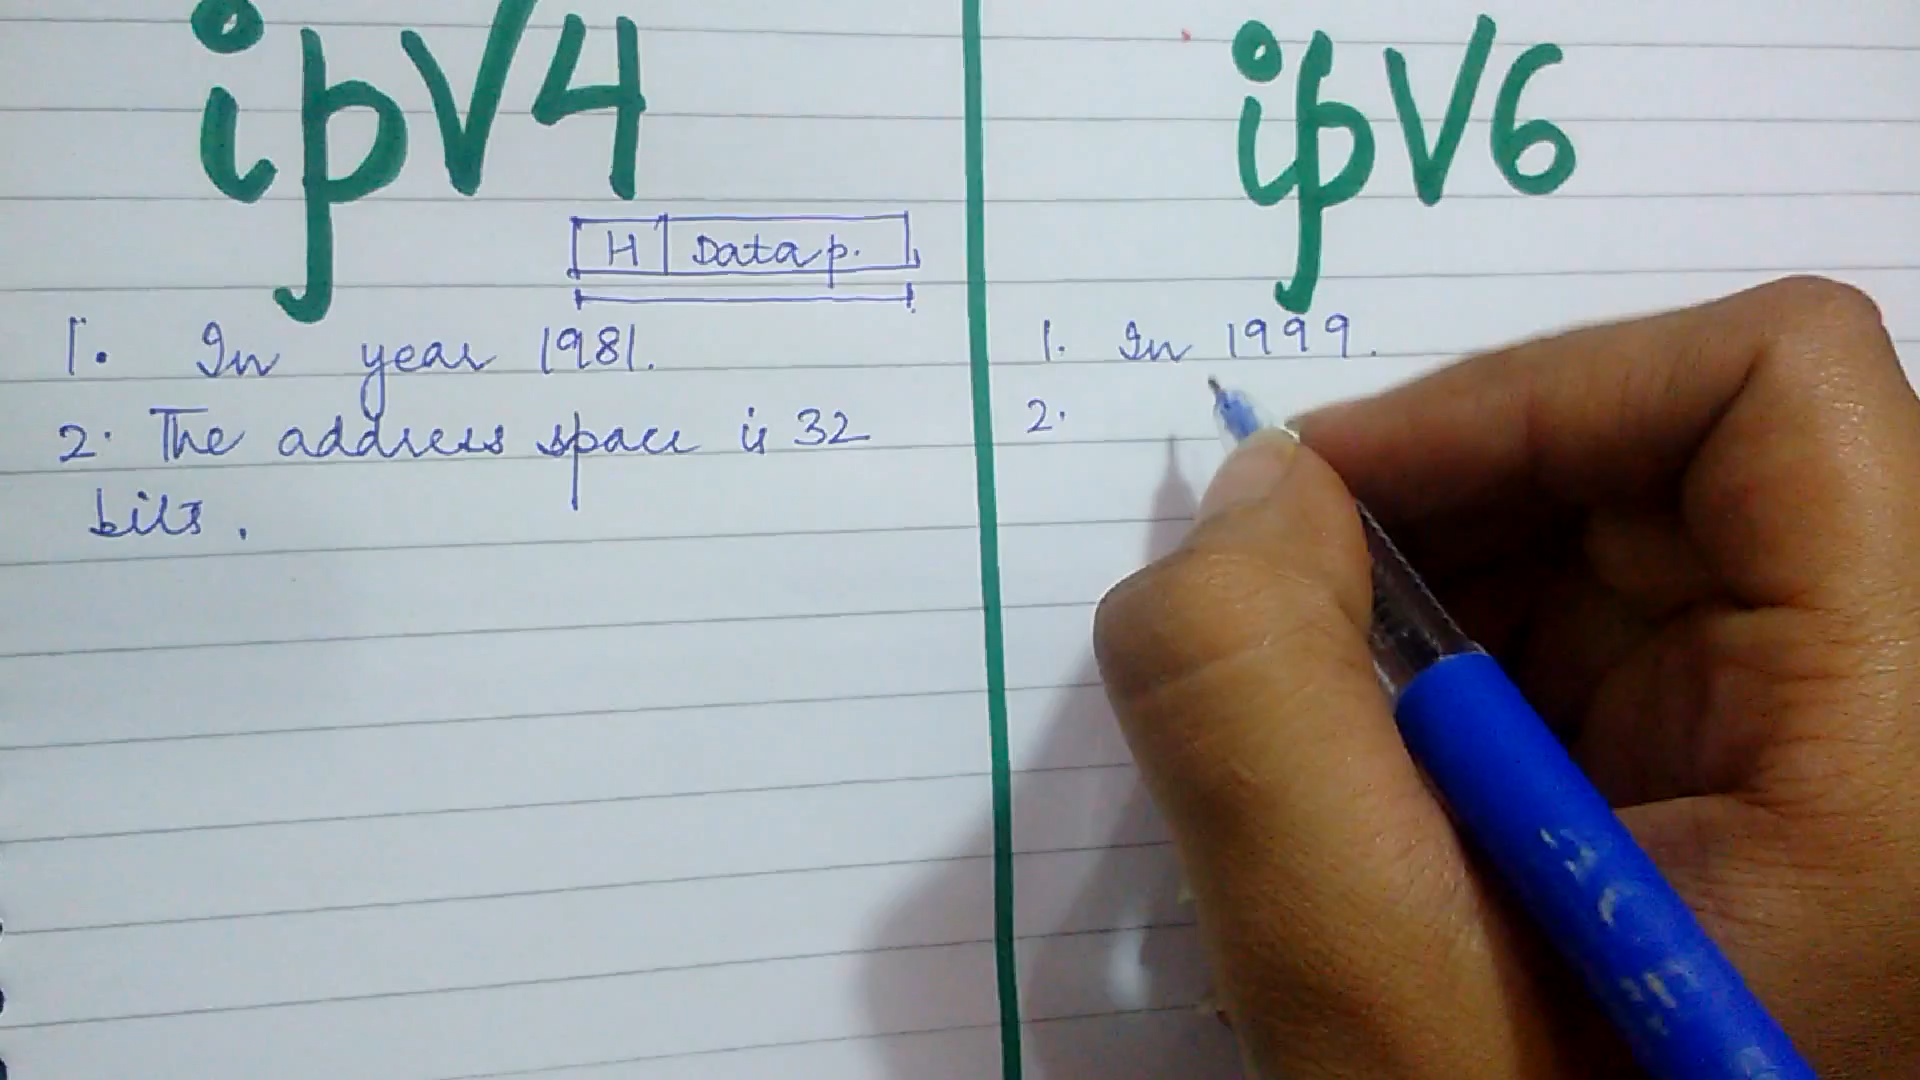 ipV4
H Data p.
1. In year 1981.
2. The address space is 32
bits.
ipV6
1. In 1999.
2.